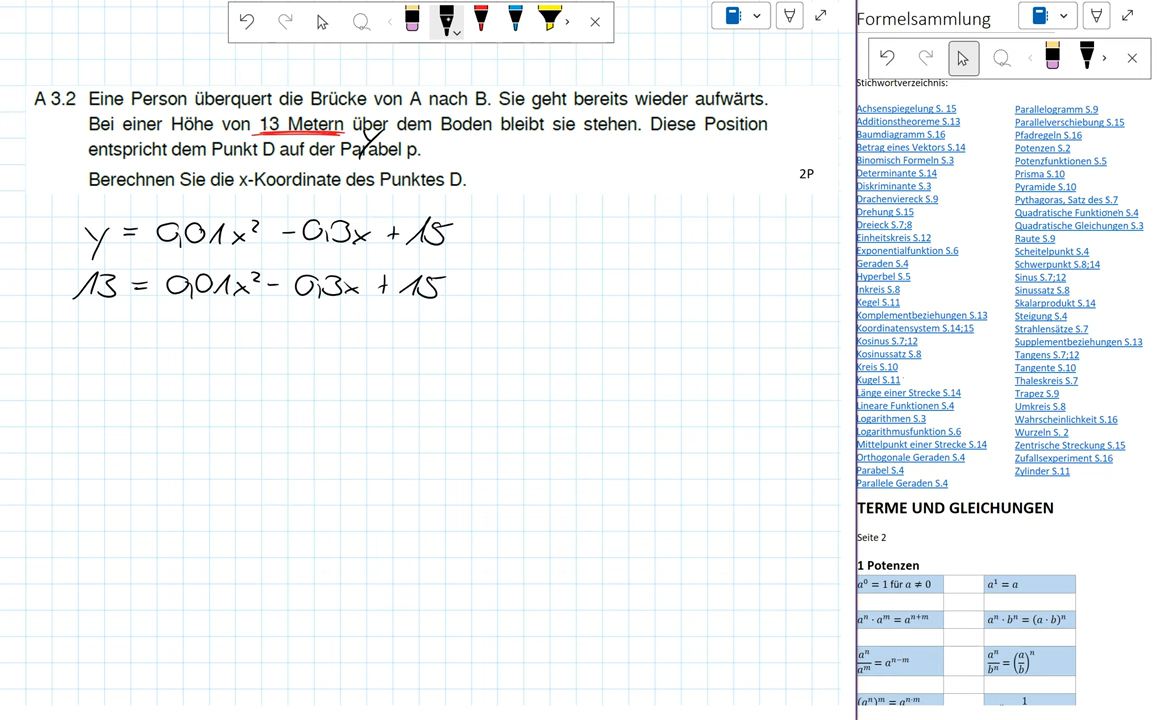 Formelsammlung
Stichwortverzeichnis:
A 3.2 Eine Person überquert die Brücke von A nach B. Sie geht bereits wieder aufwärts.
Bei einer Höhe von 13 Metern über dem Boden bleibt sie stehen. Diese Position
entspricht dem Punkt D auf der Parabel p.
y
Berechnen Sie die x-Koordinate des Punktes D.
2P
y = 0,01x² - 0,3x + 15
13 = 0,01x² - 0,3x + 15
Achsenspiegelung S. 15
Additionstheoreme S.13
Baumdiagramm S.16
Betrag eines Vektors S.14
Binomisch Formeln S.3
Determinante S.14
Diskriminante S.3
Drachenviereck S.9
Drehung S.15
Dreieck S.7;8
Einheitskreis S.12
Exponentialfunktion S.6
Geraden S.4
Hyperbel S.5
Inkreis S.8
Kegel S.11
Komplementbeziehungen S.13
Koordinatensystem S.14;15
Kosinus S.7;12
Kosinussatz S.8
Kreis S.10
Kugel S.11
Länge einer Strecke S.14
Lineare Funktionen S.4
Logarithmen S.3
Logarithmusfunktion S.6
Mittelpunkt einer Strecke S.14
Orthogonale Geraden S.4
Parabel S.4
Parallele Geraden S.4
Parallelogramm S.9
Parallelverschiebung S.15
Pfadregeln S.16
Potenzen S.2
Potenzfunktionen S.5
Prisma S.10
Pyramide S.10
Pythagoras, Satz des S.7
Quadratische Funktionen S.4
Quadratische Gleichungen S.3
Raute S.9
Scheitelpunkt S.4
Schwerpunkt S.8;14
Sinus S.7;12
Sinussatz S.8
Skalarprodukt S.14
Steigung S.4
Strahlensätze S.7
Supplementbeziehungen S.13
Tangens S.7;12
Tangente S.10
Thaleskreis S.7
Trapez S.9
Umkreis S.8
Wahrscheinlichkeit S.16
Wurzeln S. 2
Zentrische Streckung S.15
Zufallsexperiment S.16
Zylinder S.11
TERME UND GLEICHUNGEN
Seite 2
1 Potenzen
a⁰ = 1 für a ≠ 0 a¹ = a
aⁿ · aᵐ = aⁿ⁺ᵐ aⁿ · bⁿ = (a · b)ⁿ
aⁿ/aᵐ = aⁿ⁻ᵐ aⁿ/bⁿ = (a/b)ⁿ
(aⁿ)ᵐ = aⁿ·ᵐ 1